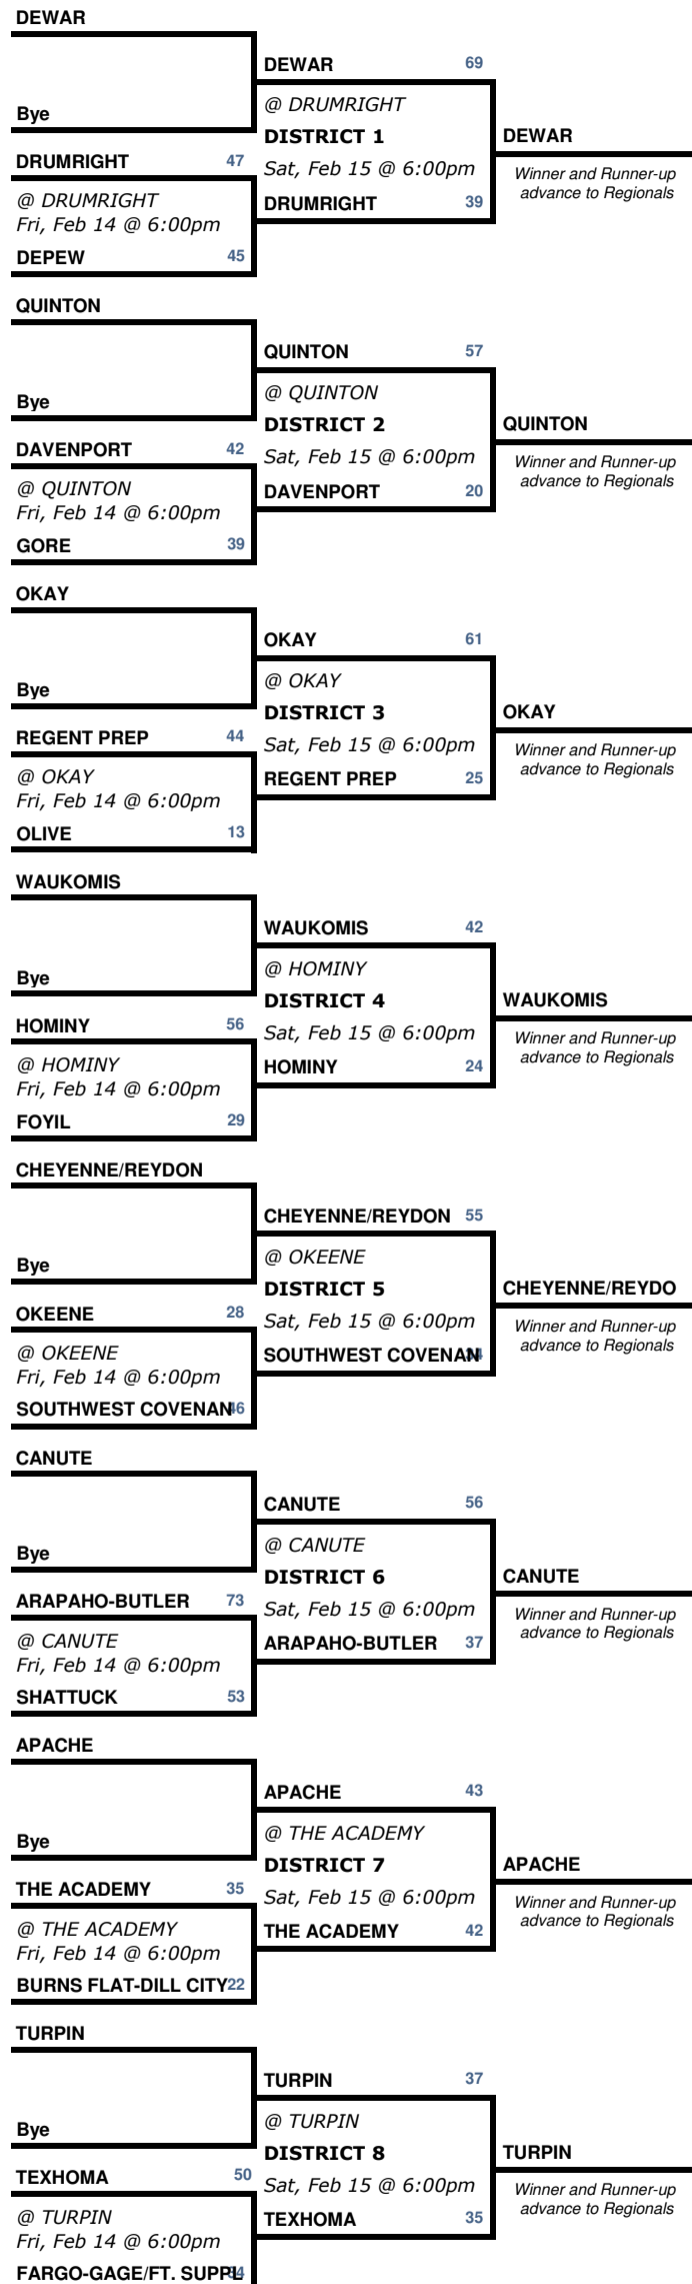 DEWAR
Bye
DEWAR 69
@ DRUMRIGHT
DISTRICT 1
Sat, Feb 15 @ 6:00pm
DRUMRIGHT 39
DEWAR
Winner and Runner-up
advance to Regionals
DRUMRIGHT 47
@ DRUMRIGHT
Fri, Feb 14 @ 6:00pm
DEPEW 45
QUINTON
Bye
QUINTON 57
@ QUINTON
DISTRICT 2
Sat, Feb 15 @ 6:00pm
DAVENPORT 20
QUINTON
Winner and Runner-up
advance to Regionals
DAVENPORT 42
@ QUINTON
Fri, Feb 14 @ 6:00pm
GORE 39
OKAY
Bye
OKAY 61
@ OKAY
DISTRICT 3
Sat, Feb 15 @ 6:00pm
REGENT PREP 25
OKAY
Winner and Runner-up
advance to Regionals
REGENT PREP 44
@ OKAY
Fri, Feb 14 @ 6:00pm
OLIVE 13
WAUKOMIS
Bye
WAUKOMIS 42
@ HOMINY
DISTRICT 4
Sat, Feb 15 @ 6:00pm
HOMINY 24
WAUKOMIS
Winner and Runner-up
advance to Regionals
HOMINY 56
@ HOMINY
Fri, Feb 14 @ 6:00pm
FOYIL 29
CHEYENNE/REYDON
Bye
CHEYENNE/REYDON 55
@ OKEENE
DISTRICT 5
Sat, Feb 15 @ 6:00pm
SOUTHWEST COVENAN
CHEYENNE/REYDO
Winner and Runner-up
advance to Regionals
OKEENE 28
@ OKEENE
Fri, Feb 14 @ 6:00pm
SOUTHWEST COVENAN
CANUTE
Bye
CANUTE 56
@ CANUTE
DISTRICT 6
Sat, Feb 15 @ 6:00pm
ARAPAHO-BUTLER 37
CANUTE
Winner and Runner-up
advance to Regionals
ARAPAHO-BUTLER 73
@ CANUTE
Fri, Feb 14 @ 6:00pm
SHATTUCK 53
APACHE
Bye
APACHE 43
@ THE ACADEMY
DISTRICT 7
Sat, Feb 15 @ 6:00pm
THE ACADEMY 42
APACHE
Winner and Runner-up
advance to Regionals
THE ACADEMY 35
@ THE ACADEMY
Fri, Feb 14 @ 6:00pm
BURNS FLAT-DILL CITY 22
TURPIN
Bye
TURPIN 37
@ TURPIN
DISTRICT 8
Sat, Feb 15 @ 6:00pm
TEXHOMA 35
TURPIN
Winner and Runner-up
advance to Regionals
TEXHOMA 50
@ TURPIN
Fri, Feb 14 @ 6:00pm
FARGO-GAGE/FT. SUPPL